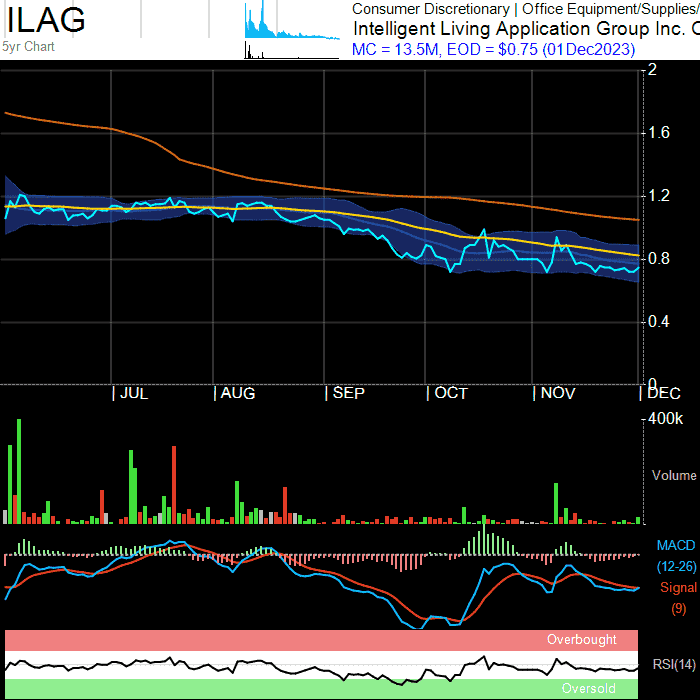 ILAG
5yr Chart
Consumer Discretionary | Office Equipment/Supplies/
Intelligent Living Application Group Inc.
MC = 13.5M, EOD = $0.75 (01Dec2023)
2
1.6
1.2
0.8
0.4
0
JUL
AUG
SEP
OCT
NOV
DEC
400k
Volume
MACD
(12-26)
Signal
(9)
Overbought
RSI(14)
Oversold